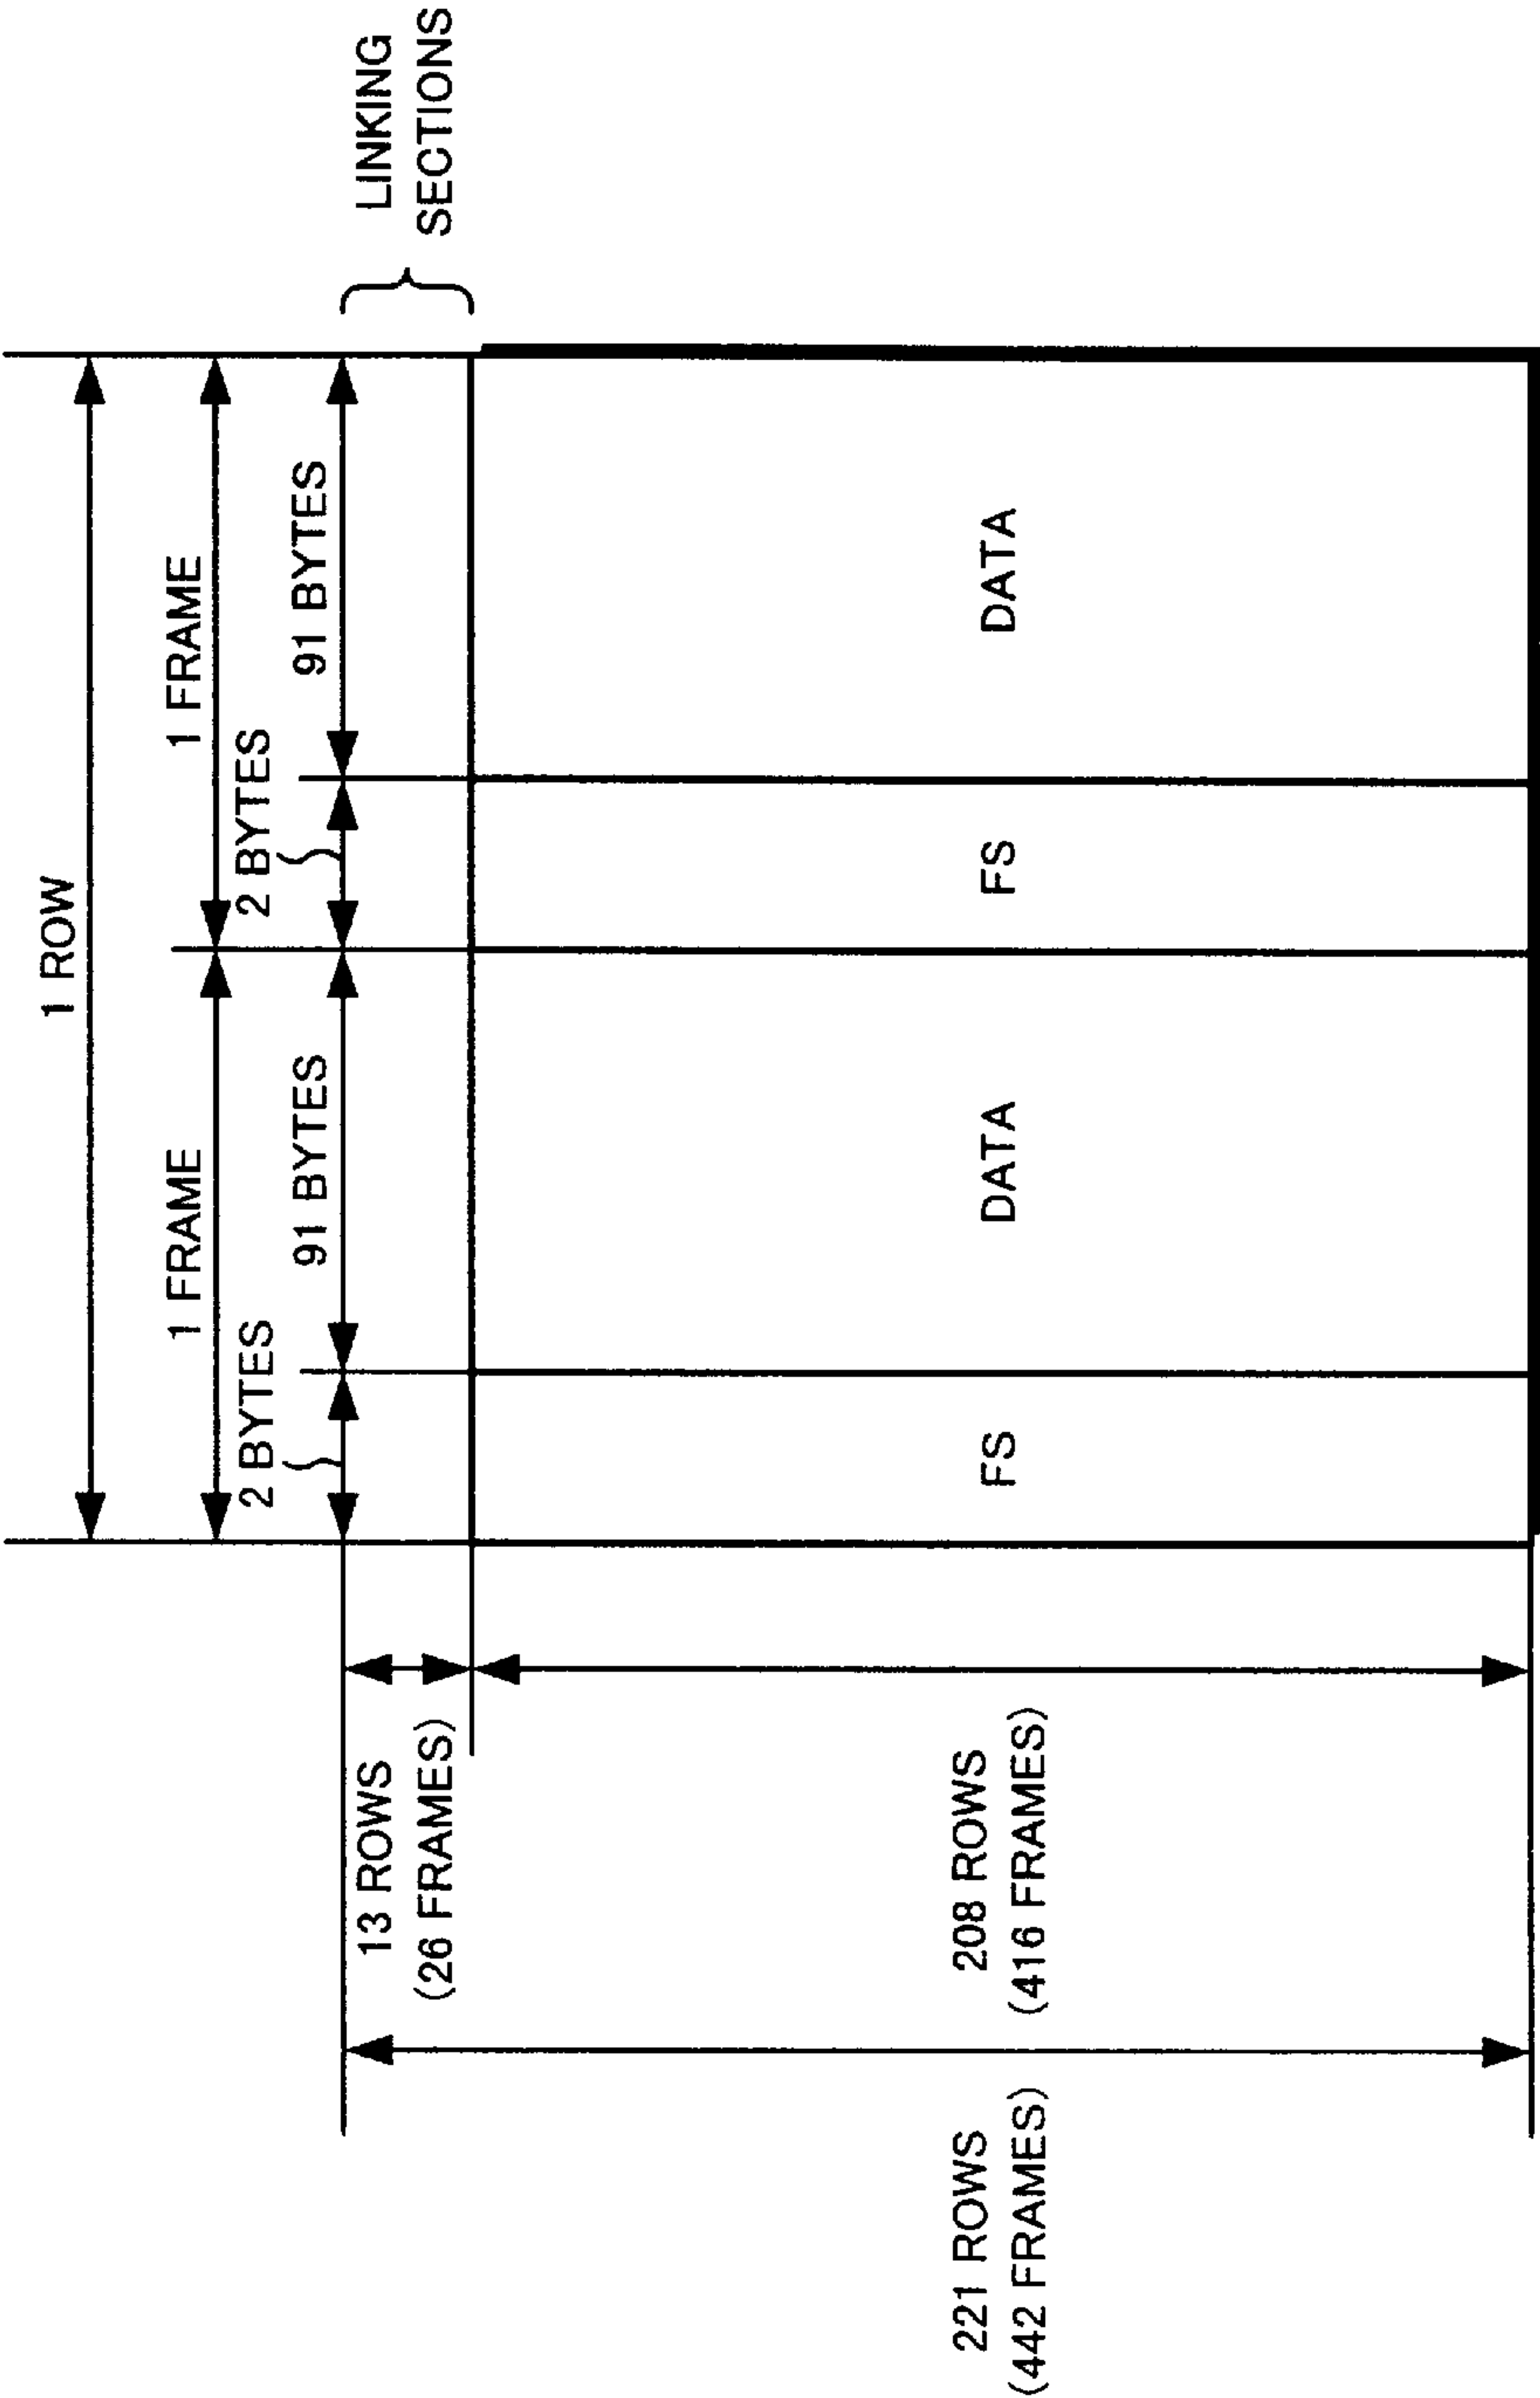 1 ROW
1 FRAME
1 FRAME
2 BYTES
91 BYTES
2 BYTES
91 BYTES
LINKING
SECTIONS
13 ROWS
(26 FRAMES)
221 ROWS
(442 FRAMES)
208 ROWS
(416 FRAMES)
FS
DATA
FS
DATA